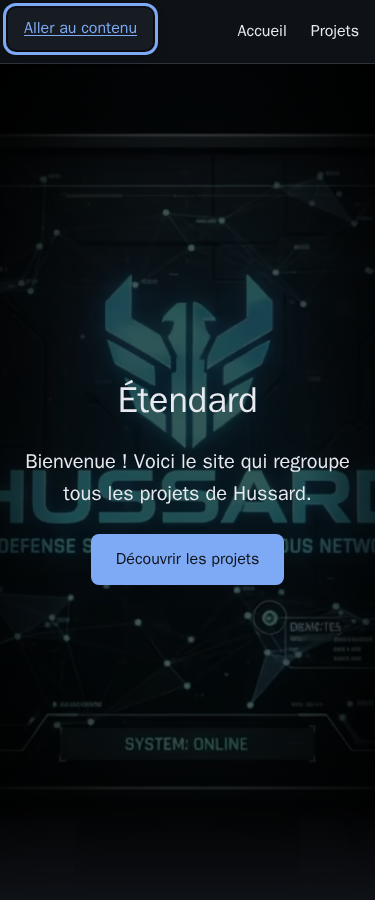 Aller au contenu
Accueil
Projets
Étendard
Bienvenue ! Voici le site qui regroupe
tous les projets de Hussard.
HUSSARD
DEFENSE
Découvrir les projets
SYSTEM: ONLINE